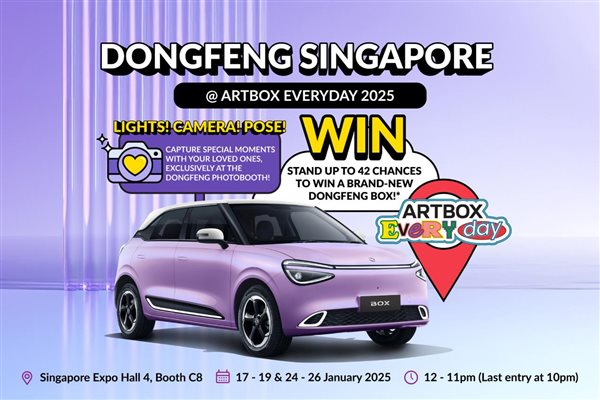 DONGFENG SINGAPORE
@ ARTBOX EVERYDAY 2025
LIGHTS! CAMERA! POSE!
CAPTURE SPECIAL MOMENTS
WITH YOUR LOVED ONES,
EXCLUSIVELY AT THE
DONGFENG PHOTOBOOTH!
WIN
STAND UP TO 42 CHANCES
TO WIN A BRAND-NEW
DONGFENG BOX!*
ARTBOX
EVeRY day
BOX
Singapore Expo Hall 4, Booth C8
17 - 19 & 24 - 26 January 2025
12 - 11pm (Last entry at 10pm)